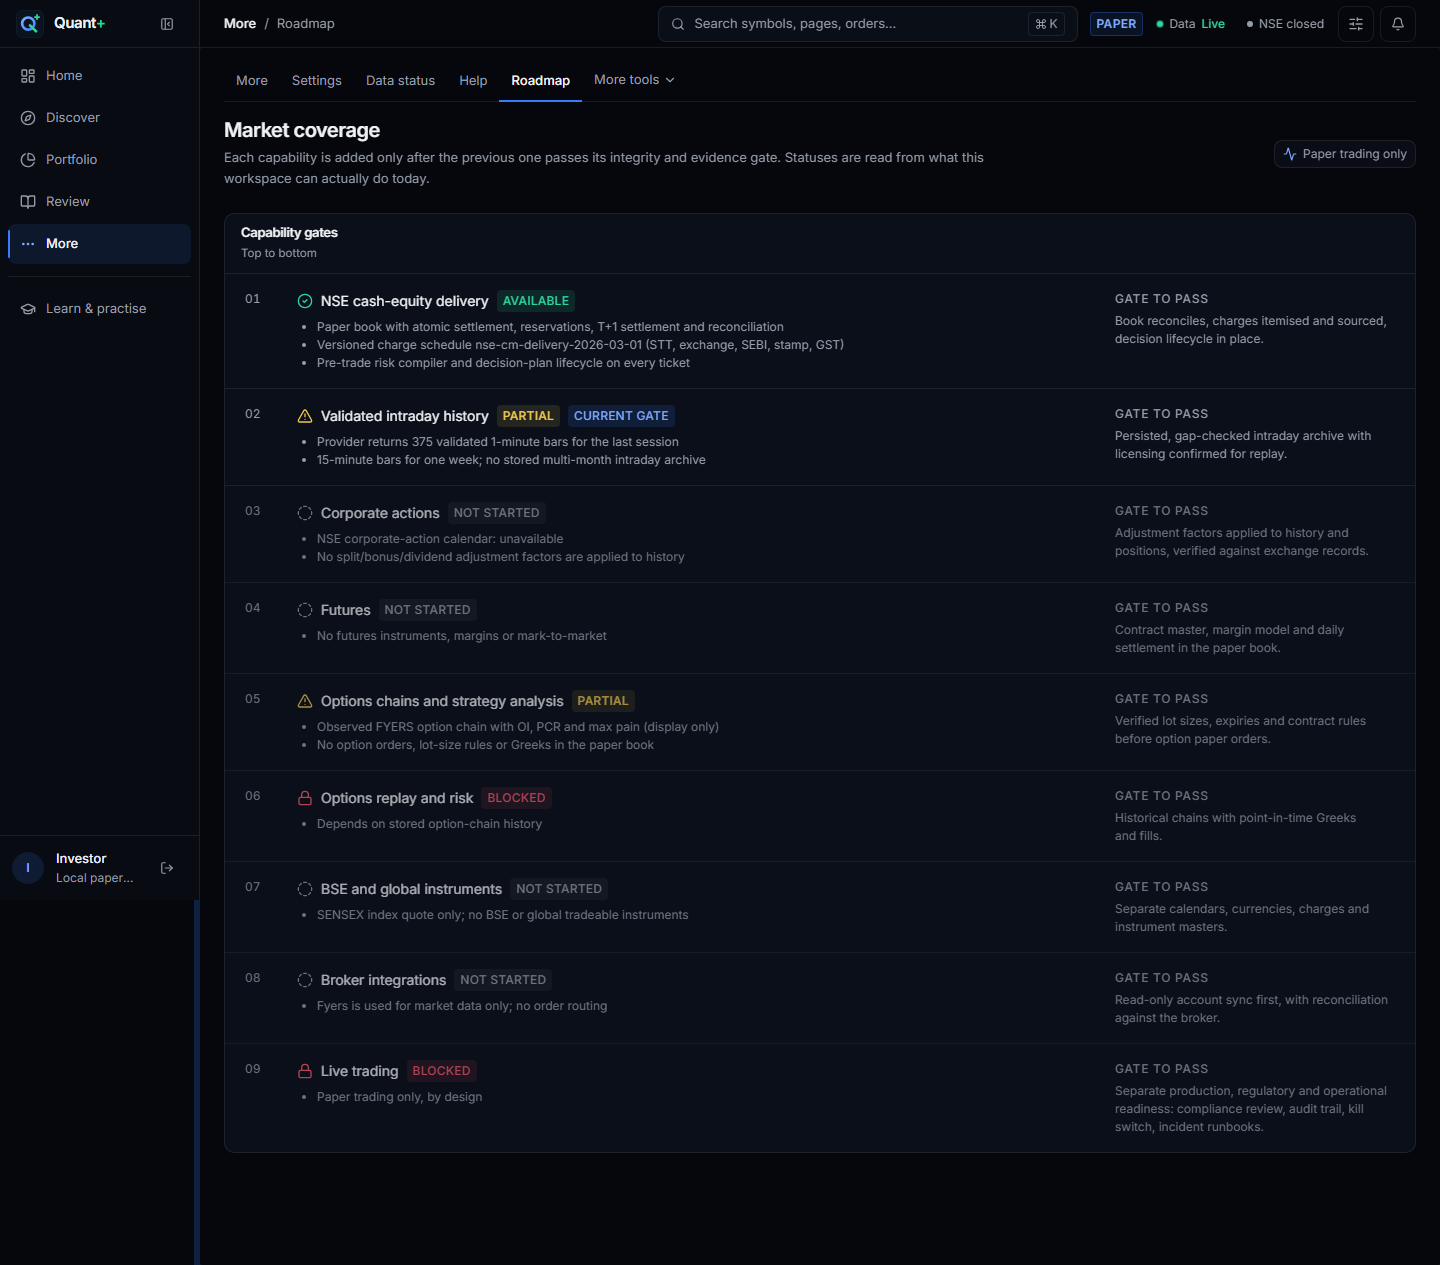 Quant+
More / Roadmap
Search symbols, pages, orders...
⌘ K
PAPER
Data Live
NSE closed
Home
Discover
Portfolio
Review
More
Learn & practise
I
Investor
Local paper...
More
Settings
Data status
Help
Roadmap
More tools
Market coverage
Each capability is added only after the previous one passes its integrity and evidence gate. Statuses are read from what this
workspace can actually do today.
Paper trading only
Capability gates
Top to bottom
01
NSE cash-equity delivery AVAILABLE
• Paper book with atomic settlement, reservations, T+1 settlement and reconciliation
• Versioned charge schedule nse-cm-delivery-2026-03-01 (STT, exchange, SEBI, stamp, GST)
• Pre-trade risk compiler and decision-plan lifecycle on every ticket
GATE TO PASS
Book reconciles, charges itemised and sourced,
decision lifecycle in place.
02
Validated intraday history PARTIAL CURRENT GATE
• Provider returns 375 validated 1-minute bars for the last session
• 15-minute bars for one week; no stored multi-month intraday archive
GATE TO PASS
Persisted, gap-checked intraday archive with
licensing confirmed for replay.
03
Corporate actions NOT STARTED
• NSE corporate-action calendar: unavailable
• No split/bonus/dividend adjustment factors are applied to history
GATE TO PASS
Adjustment factors applied to history and
positions, verified against exchange records.
04
Futures NOT STARTED
• No futures instruments, margins or mark-to-market
GATE TO PASS
Contract master, margin model and daily
settlement in the paper book.
05
Options chains and strategy analysis PARTIAL
• Observed FYERS option chain with OI, PCR and max pain (display only)
• No option orders, lot-size rules or Greeks in the paper book
GATE TO PASS
Verified lot sizes, expiries and contract rules
before option paper orders.
06
Options replay and risk BLOCKED
• Depends on stored option-chain history
GATE TO PASS
Historical chains with point-in-time Greeks
and fills.
07
BSE and global instruments NOT STARTED
• SENSEX index quote only; no BSE or global tradeable instruments
GATE TO PASS
Separate calendars, currencies, charges and
instrument masters.
08
Broker integrations NOT STARTED
• Fyers is used for market data only; no order routing
GATE TO PASS
Read-only account sync first, with reconciliation
against the broker.
09
Live trading BLOCKED
• Paper trading only, by design
GATE TO PASS
Separate production, regulatory and operational
readiness: compliance review, audit trail, kill
switch, incident runbooks.